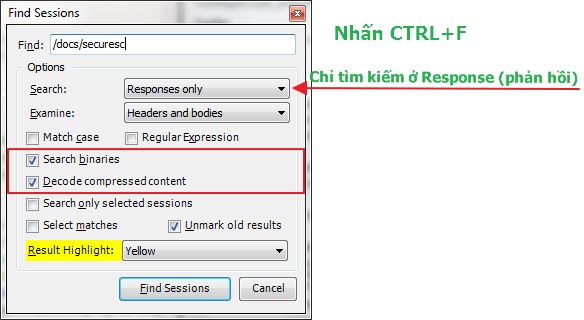 Find Sessions
Find: /docs/securesc
Options
Search: Responses only
Examine: Headers and bodies
Match case Regular Expression
Search binaries
Decode compressed content
Search only selected sessions
Select matches Unmark old results
Result Highlight: Yellow
Find Sessions Cancel
Nhấn CTRL+F
Chỉ tìm kiếm ở Response (phản hồi)